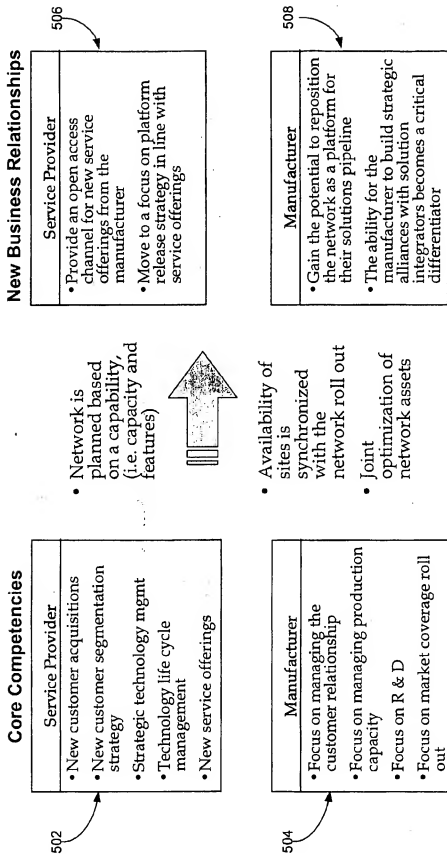 Core Competencies
502
Service Provider
• New customer acquisitions
• New customer segmentation
strategy
• Strategic technology mgmt
• Technology life cycle
management
• New service offerings
504
Manufacturer
• Focus on managing the
customer relationship
• Focus on managing production
capacity
• Focus on R & D
• Focus on market coverage roll
out
• Network is
planned based
on a capability,
(i.e. capacity and
features)
• Availability of
sites is
synchronized
with the
network roll out
• Joint
optimization of
network assets
New Business Relationships
506
Service Provider
• Provide an open access
channel for new service
offerings from the
manufacturer
• Move to a focus on platform
release strategy in line with
service offerings
508
Manufacturer
• Gain the potential to reposition
the network as a platform for
their solutions pipeline
• The ability for the
manufacturer to build strategic
alliances with solution
integrators becomes a critical
differentiator